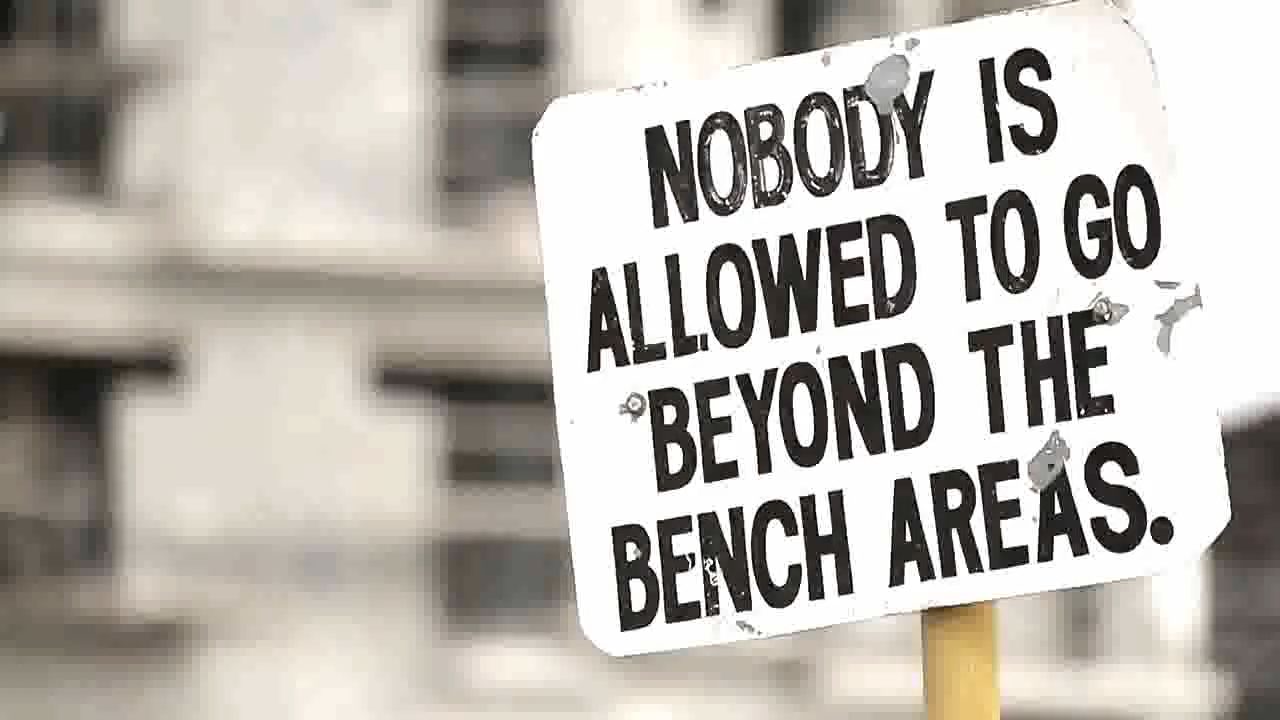 NOBODY IS
ALLOWED TO GO
BEYOND THE
BENCH AREAS.